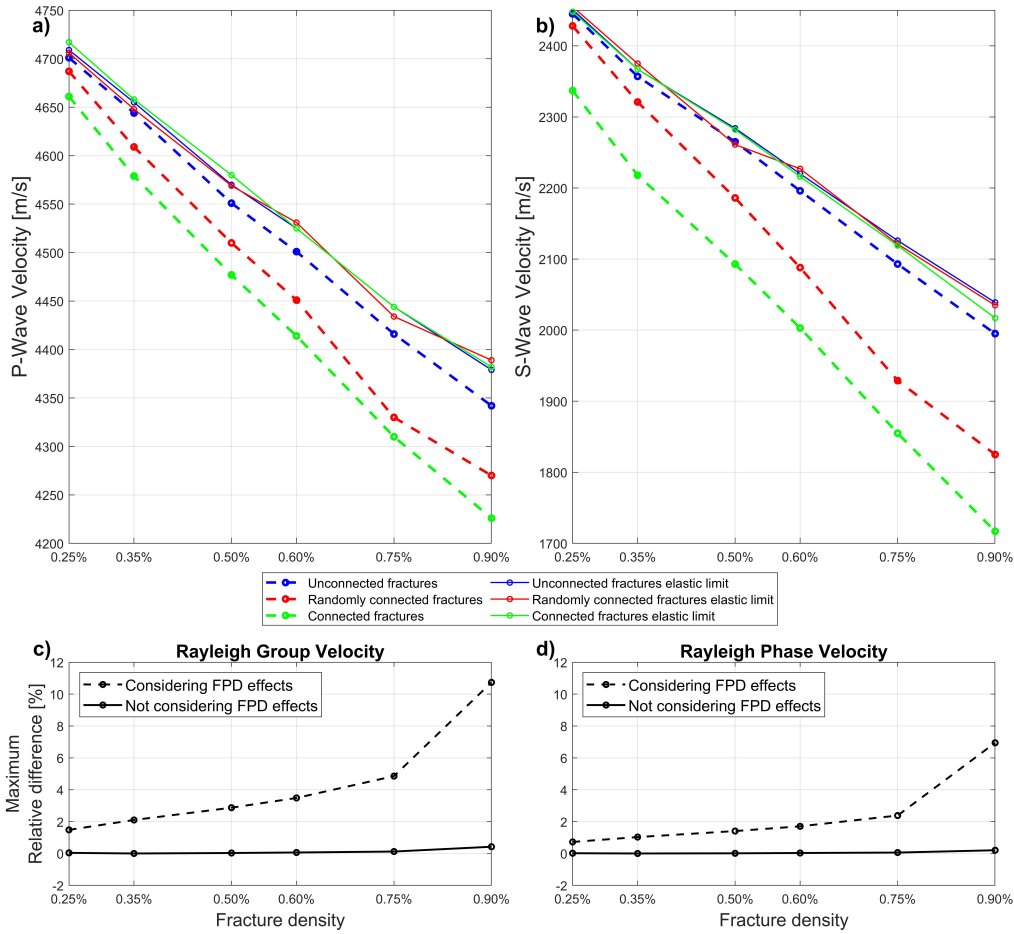 a)
4750
4700
4650
4600
4550
4500
4450
4400
4350
4300
4250
4200
P-Wave Velocity [m/s]
0.25%
0.35%
0.50%
0.60%
0.75%
0.90%
b)
2400
2300
2200
2100
2000
1900
1800
1700
S-Wave Velocity [m/s]
0.25%
0.35%
0.50%
0.60%
0.75%
0.90%
Unconnected fractures
Randomly connected fractures
Connected fractures
Unconnected fractures elastic limit
Randomly connected fractures elastic limit
Connected fractures elastic limit
c)
Rayleigh Group Velocity
12
10
8
6
4
2
0
-2
Maximum
Relative difference [%]
Considering FPD effects
Not considering FPD effects
0.25%
0.35%
0.50%
0.60%
0.75%
0.90%
Fracture density
d)
Rayleigh Phase Velocity
12
10
8
6
4
2
0
-2
Considering FPD effects
Not considering FPD effects
0.25%
0.35%
0.50%
0.60%
0.75%
0.90%
Fracture density